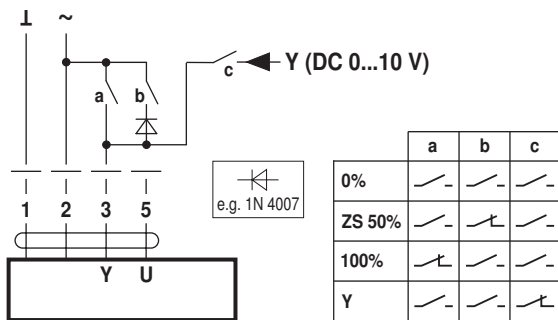 ⊥ ~
a b c Y (DC 0...10 V)
1 2 3 5
Y U
e.g. 1N 4007
a b c
0%
ZS 50%
100%
Y